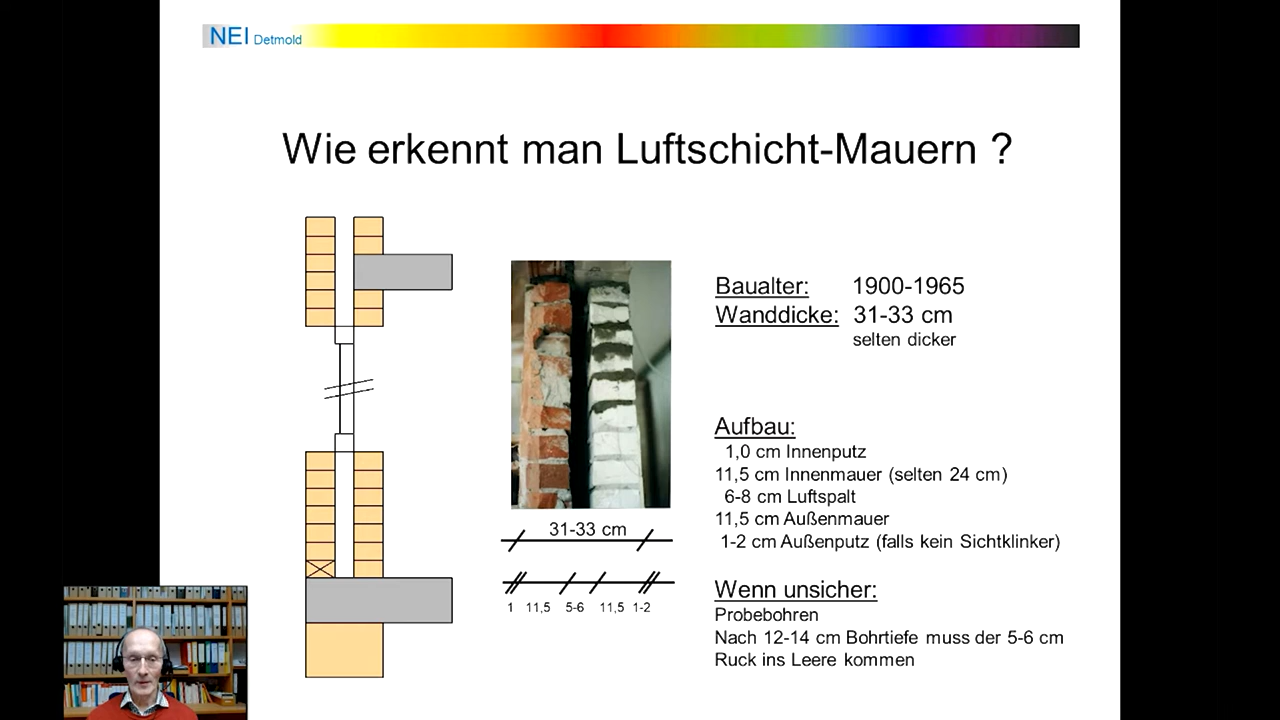 NEI Detmold
Wie erkennt man Luftschicht-Mauern ?
Baualter: 1900-1965
Wanddicke: 31-33 cm
selten dicker
Aufbau:
1,0 cm Innenputz
11,5 cm Innenmauer (selten 24 cm)
6-8 cm Luftspalt
11,5 cm Außenmauer
1-2 cm Außenputz (falls kein Sichtklinker)
31-33 cm
1 11,5 5-6 11,5 1-2
Wenn unsicher:
Probebohren
Nach 12-14 cm Bohrtiefe muss der 5-6 cm
Ruck ins Leere kommen